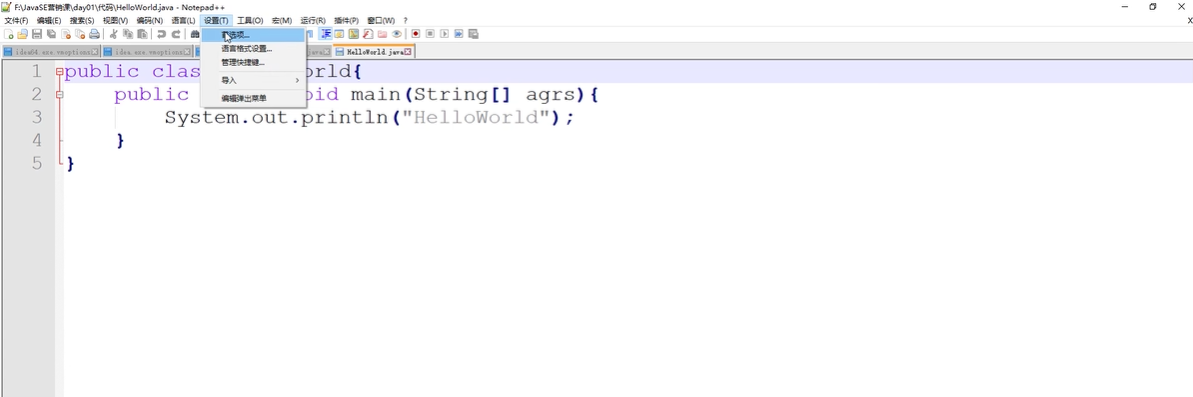 F:\JavaSE营销课\day01\代码\HelloWorld.java - Notepad++
文件(F) 编辑(E) 搜索(S) 视图(V) 编码(N) 语言(L) 设置(T) 工具(O) 宏(M) 运行(R) 插件(P) 窗口(W) ?
首选项...
语言格式设置...
管理快捷键...
导入
编辑弹出菜单
idea64.exe.vmoptions idea.exe.vmoptions java HelloWorld.java
1 public clas orld{
2 public oid main(String[] agrs){
3 System.out.println("HelloWorld");
4 }
5 }